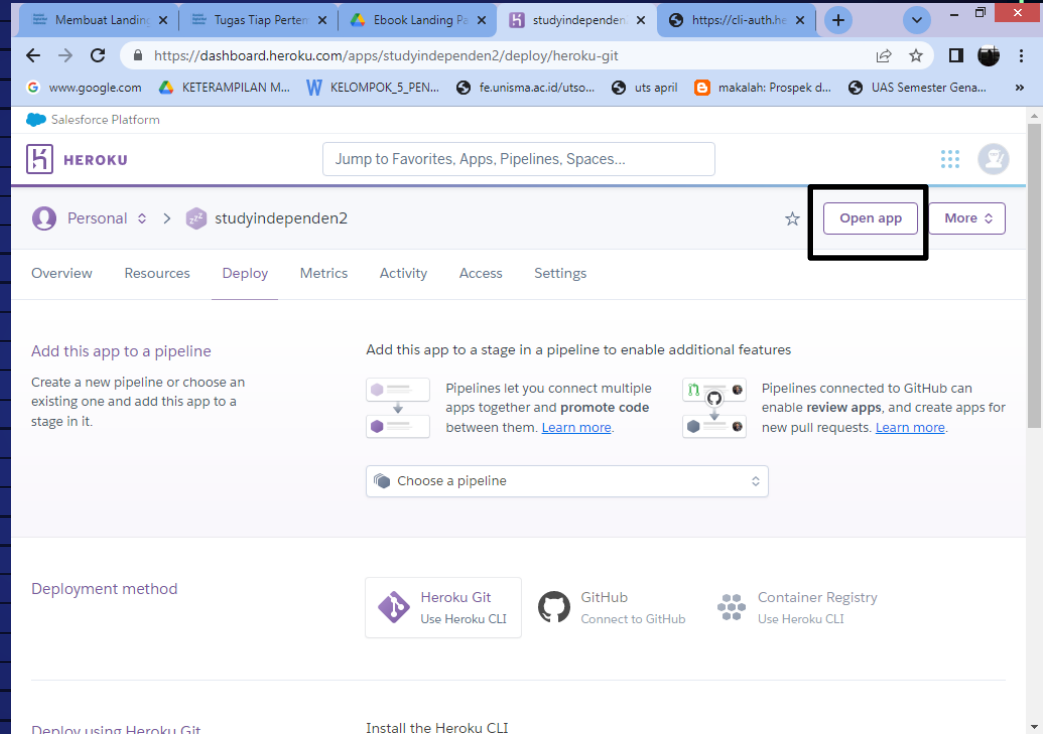 Membuat Landing
Tugas Tiap Pertem
Ebook Landing Pa
studyindependen
https://cli-auth.he
https://dashboard.heroku.com/apps/studyindependen2/deploy/heroku-git
www.google.com
KETERAMPILAN M...
KELOMPOK_5_PEN...
fe.unisma.ac.id/utso...
uts april
makalah: Prospek d...
UAS Semester Gena...
»
Salesforce Platform
HEROKU
Jump to Favorites, Apps, Pipelines, Spaces...
Personal
studyindependen2
Open app
More
Overview
Resources
Deploy
Metrics
Activity
Access
Settings
Add this app to a pipeline
Create a new pipeline or choose an
existing one and add this app to a
stage in it.
Add this app to a stage in a pipeline to enable additional features
Pipelines let you connect multiple
apps together and promote code
between them. Learn more.
Pipelines connected to GitHub can
enable review apps, and create apps for
new pull requests. Learn more.
Choose a pipeline
Deployment method
Heroku Git
Use Heroku CLI
GitHub
Connect to GitHub
Container Registry
Use Heroku CLI
Deploy using Heroku Git
Install the Heroku CLI